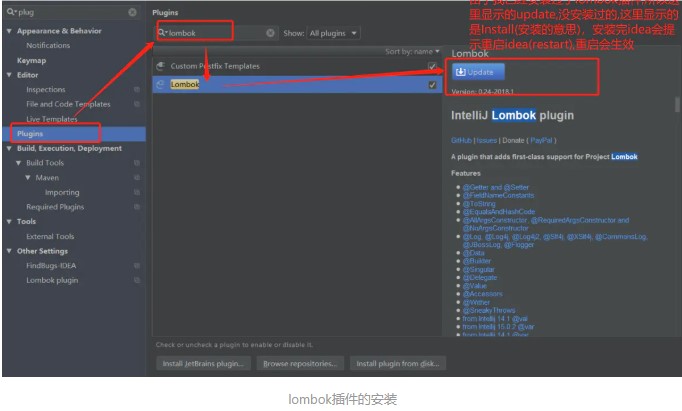 plug
Appearance & Behavior
Notifications
Keymap
Editor
Inspections
File and Code Templates
Live Templates
Plugins
Build, Execution, Deployment
Build Tools
Maven
Importing
Required Plugins
Tools
External Tools
Other Settings
FindBugs-IDEA
Lombok plugin
Plugins
lombok
Show: All plugins
Sort by: name
Custom Postfix Templates
Lombok
里显示的update,没安装过的,这里显示的
是Install(安装的意思)，安装完idea会提
示重启idea(restart),重启会生效
Lombok
Update
Version: 0.24-2018.1
IntelliJ Lombok plugin
GitHub | Issues | Donate ( PayPal )
A plugin that adds first-class support for Project Lombok
Features
@Getter and @Setter
@FieldNameConstants
@ToString
@EqualsAndHashCode
@AllArgsConstructor, @RequiredArgsConstructor and
@NoArgsConstructor
@Log, @Log4j, @Log4j2, @Slf4j, @XSlf4j, @CommonsLog,
@JBossLog, @Flogger
@Data
@Builder
@Singular
@Delegate
@Value
@Accessors
@Wither
@SneakyThrows
from Intellij 14.1 @val
from Intellij 15.0.2 @var
from Intellij 14.1 @var
Check or uncheck a plugin to enable or disable it.
Install JetBrains plugin...
Browse repositories...
Install plugin from disk...
lombok插件的安装